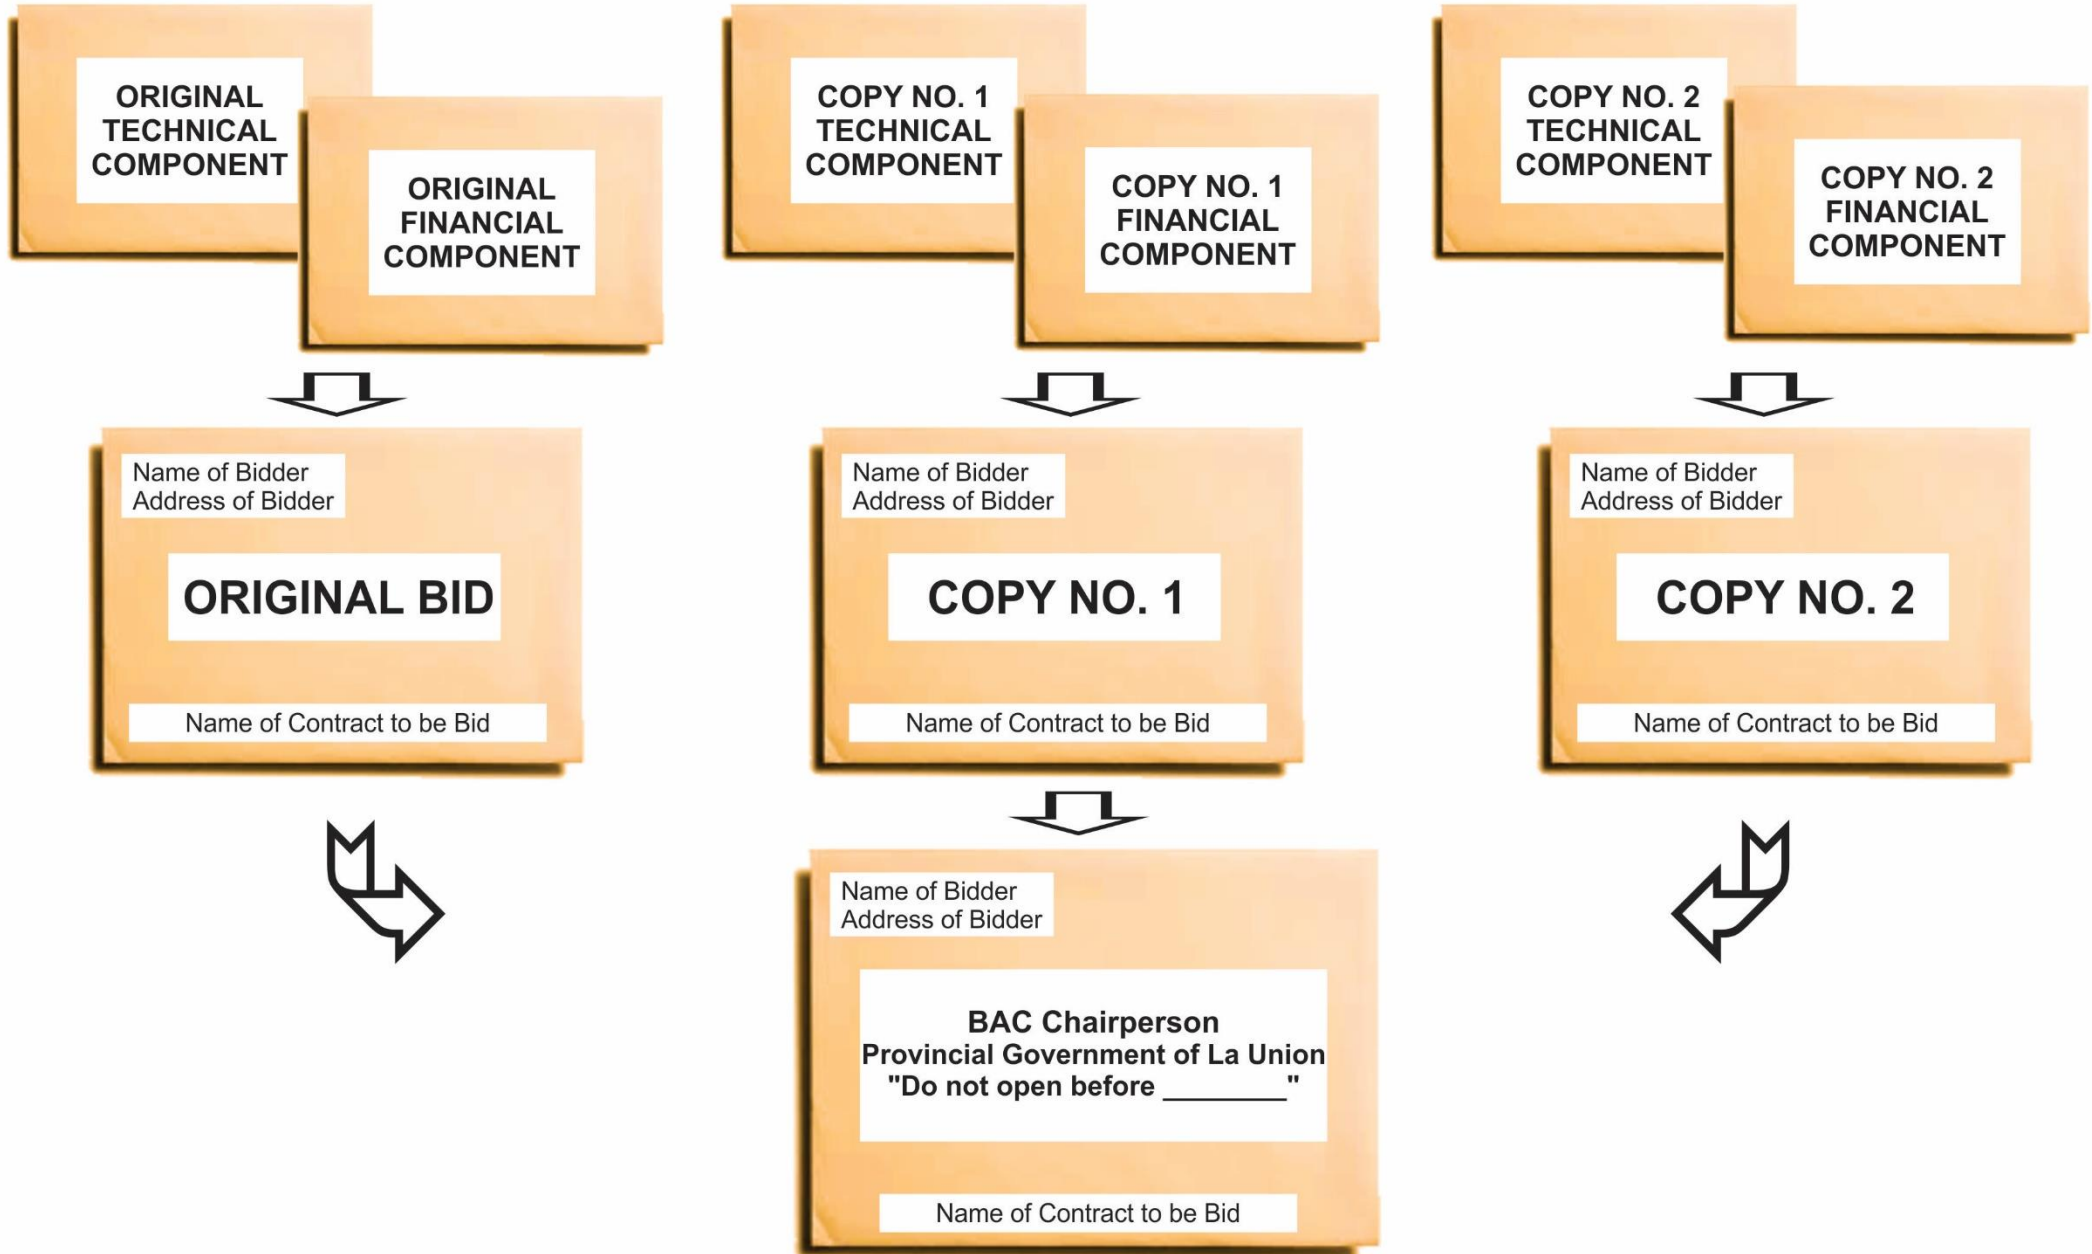 ORIGINAL
TECHNICAL
COMPONENT
ORIGINAL
FINANCIAL
COMPONENT
COPY NO. 1
TECHNICAL
COMPONENT
COPY NO. 1
FINANCIAL
COMPONENT
COPY NO. 2
TECHNICAL
COMPONENT
COPY NO. 2
FINANCIAL
COMPONENT
Name of Bidder
Address of Bidder
ORIGINAL BID
Name of Contract to be Bid
Name of Bidder
Address of Bidder
COPY NO. 1
Name of Contract to be Bid
Name of Bidder
Address of Bidder
COPY NO. 2
Name of Contract to be Bid
Name of Bidder
Address of Bidder
BAC Chairperson
Provincial Government of La Union
"Do not open before ________"
Name of Contract to be Bid